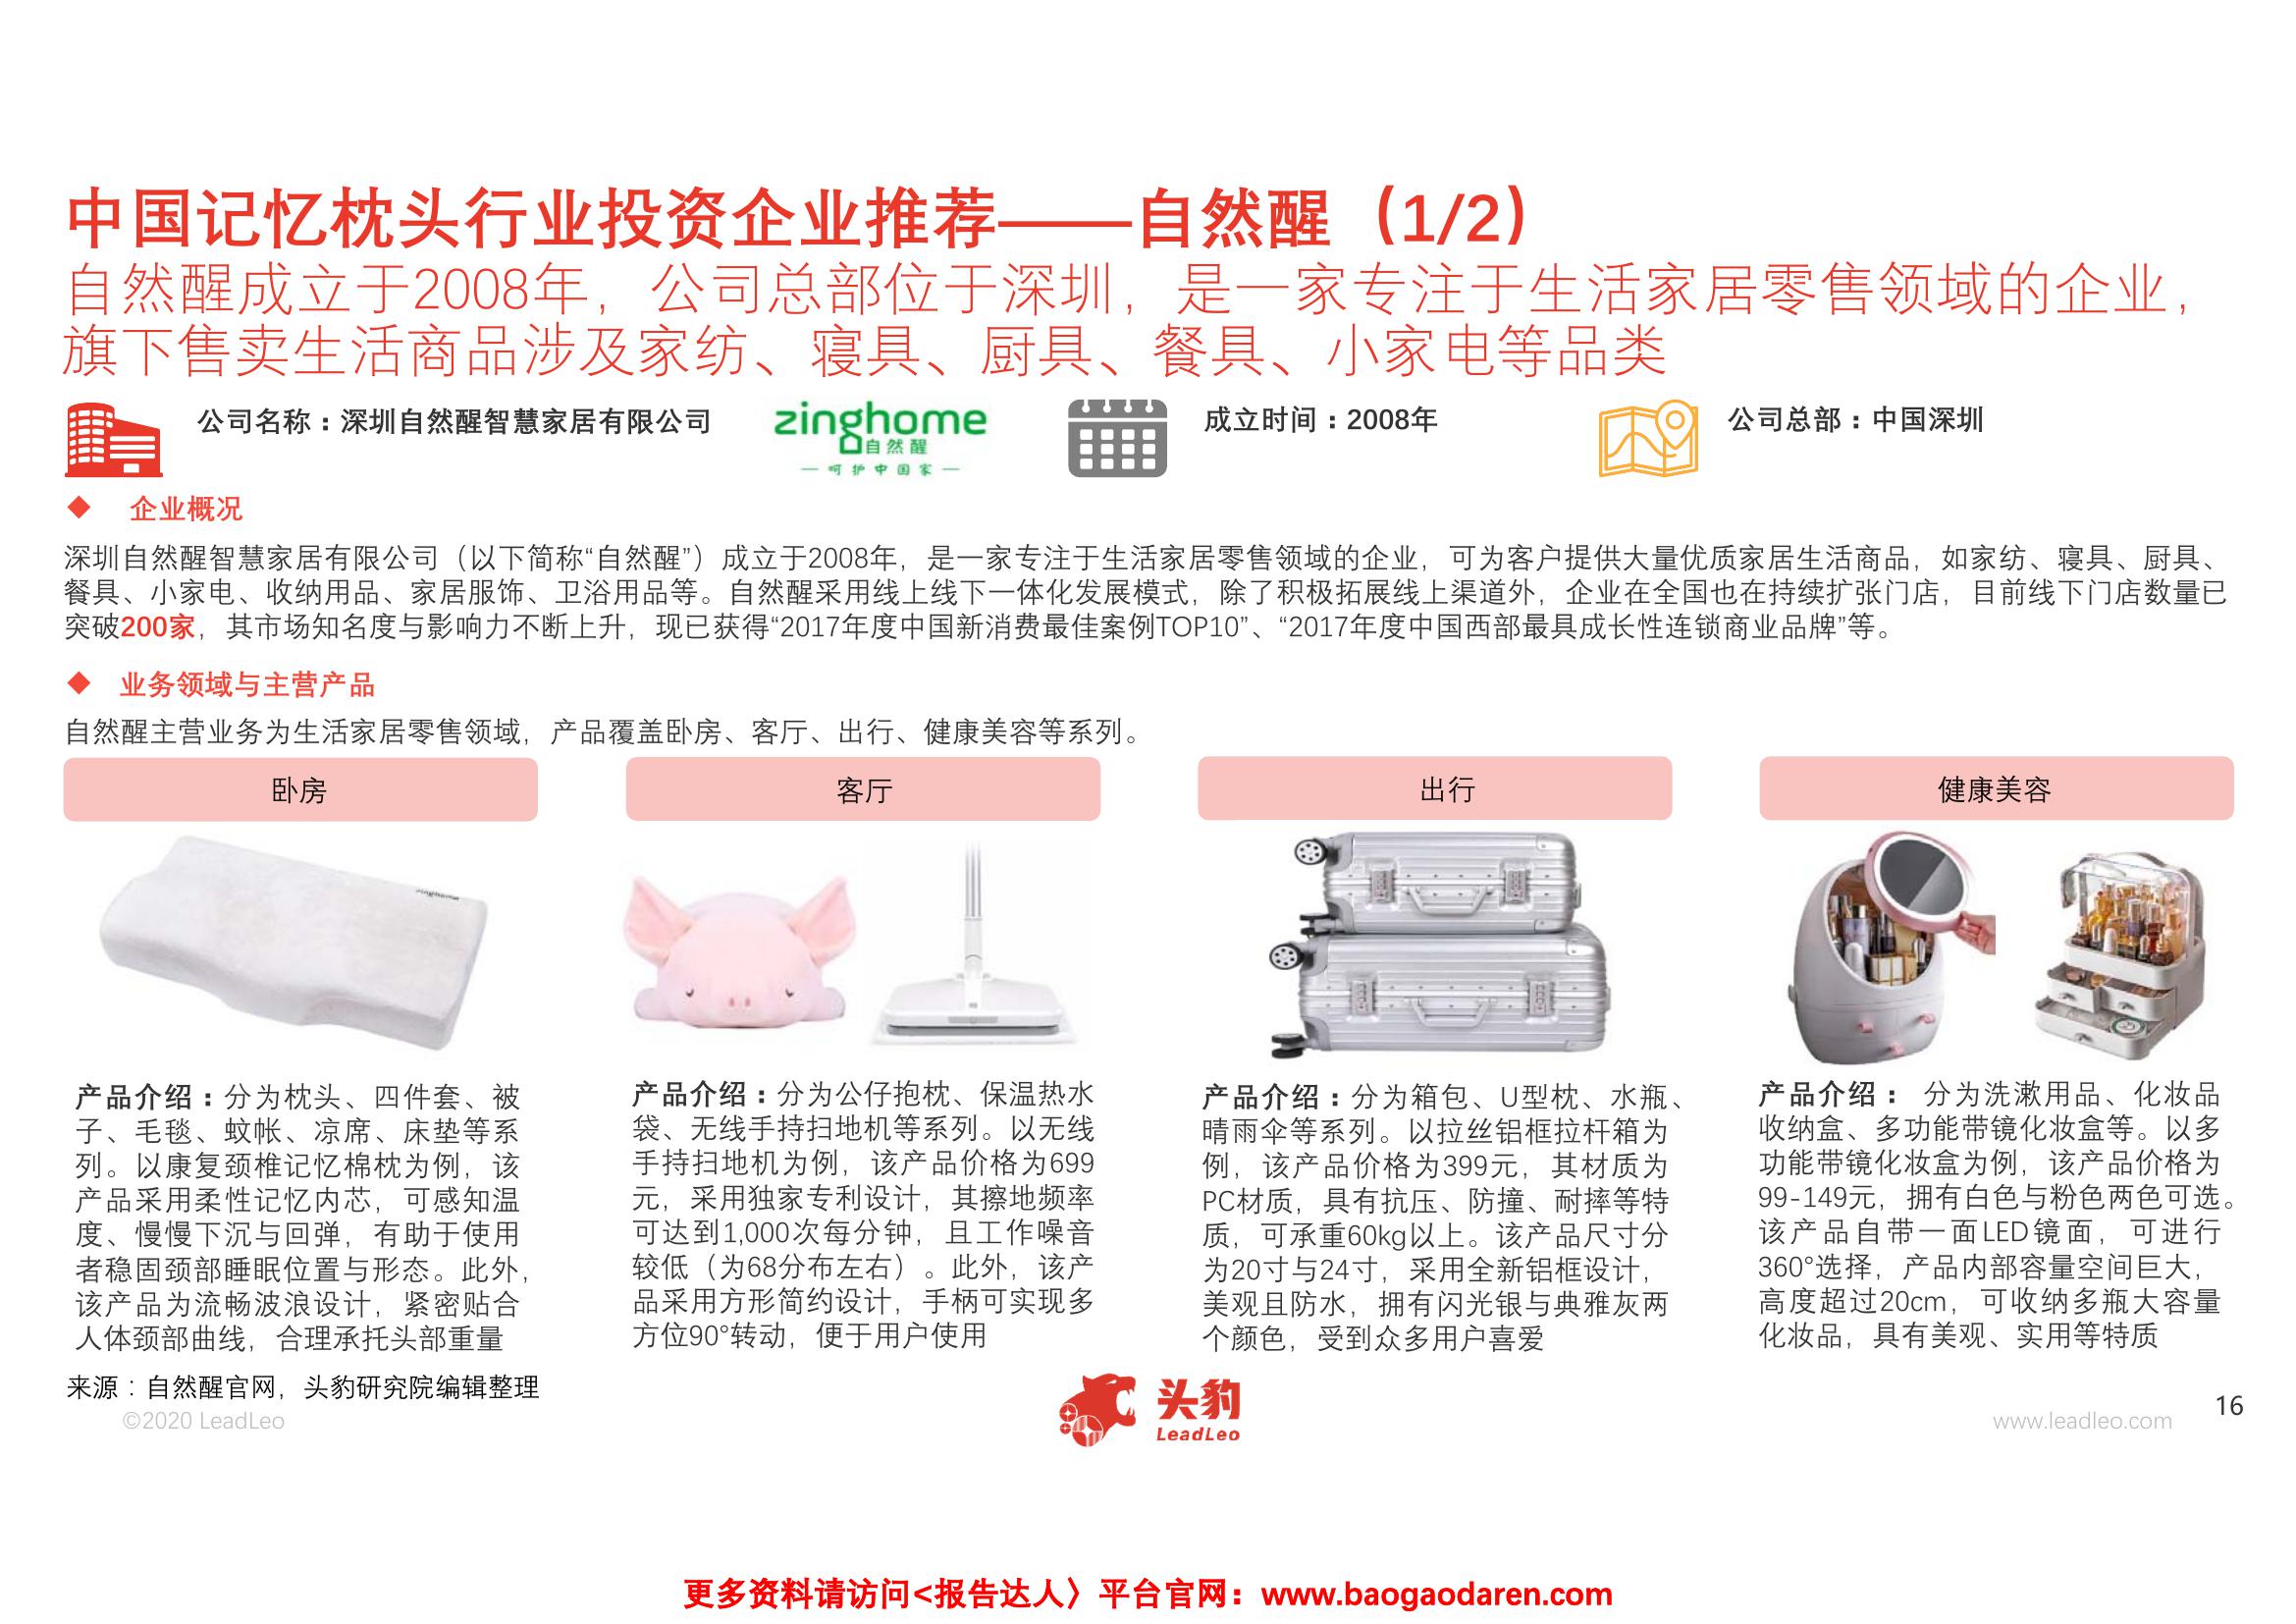 中国记忆枕头行业投资企业推荐——自然醒（1/2）
自然醒成立于2008年，公司总部位于深圳，是一家专注于生活家居零售领域的企业，
旗下售卖生活商品涉及家纺、寝具、厨具、餐具、小家电等品类
公司名称：深圳自然醒智慧家居有限公司
zinghome
自然醒
— 呵护中国家 —
成立时间：2008年
公司总部：中国深圳
◆ 企业概况
深圳自然醒智慧家居有限公司（以下简称“自然醒”）成立于2008年，是一家专注于生活家居零售领域的企业，可为客户提供大量优质家居生活商品，如家纺、寝具、厨具、
餐具、小家电、收纳用品、家居服饰、卫浴用品等。自然醒采用线上线下一体化发展模式，除了积极拓展线上渠道外，企业在全国也在持续扩张门店，目前线下门店数量已
突破200家，其市场知名度与影响力不断上升，现已获得“2017年度中国新消费最佳案例TOP10”、“2017年度中国西部最具成长性连锁商业品牌”等。
◆ 业务领域与主营产品
自然醒主营业务为生活家居零售领域，产品覆盖卧房、客厅、出行、健康美容等系列。
卧房
产品介绍：分为枕头、四件套、被
子、毛毯、蚊帐、凉席、床垫等系
列。以康复颈椎记忆棉枕为例，该
产品采用柔性记忆内芯，可感知温
度、慢慢下沉与回弹，有助于使用
者稳固颈部睡眠位置与形态。此外，
该产品为流畅波浪设计，紧密贴合
人体颈部曲线，合理承托头部重量
客厅
产品介绍：分为公仔抱枕、保温热水
袋、无线手持扫地机等系列。以无线
手持扫地机为例，该产品价格为699
元，采用独家专利设计，其擦地频率
可达到1,000次每分钟，且工作噪音
较低（为68分布左右）。此外，该产
品采用方形简约设计，手柄可实现多
方位90°转动，便于用户使用
出行
产品介绍：分为箱包、U型枕、水瓶、
晴雨伞等系列。以拉丝铝框拉杆箱为
例，该产品价格为399元，其材质为
PC材质，具有抗压、防撞、耐摔等特
质，可承重60kg以上。该产品尺寸分
为20寸与24寸，采用全新铝框设计，
美观且防水，拥有闪光银与典雅灰两
个颜色，受到众多用户喜爱
健康美容
产品介绍： 分为洗漱用品、化妆品
收纳盒、多功能带镜化妆盒等。以多
功能带镜化妆盒为例，该产品价格为
99-149元，拥有白色与粉色两色可选。
该产品自带一面LED镜面，可进行
360°选择，产品内部容量空间巨大，
高度超过20cm，可收纳多瓶大容量
化妆品，具有美观、实用等特质
来源：自然醒官网，头豹研究院编辑整理
©2020 LeadLeo
头豹
LeadLeo
www.leadleo.com
16
更多资料请访问<报告达人〉平台官网：www.baogaodaren.com